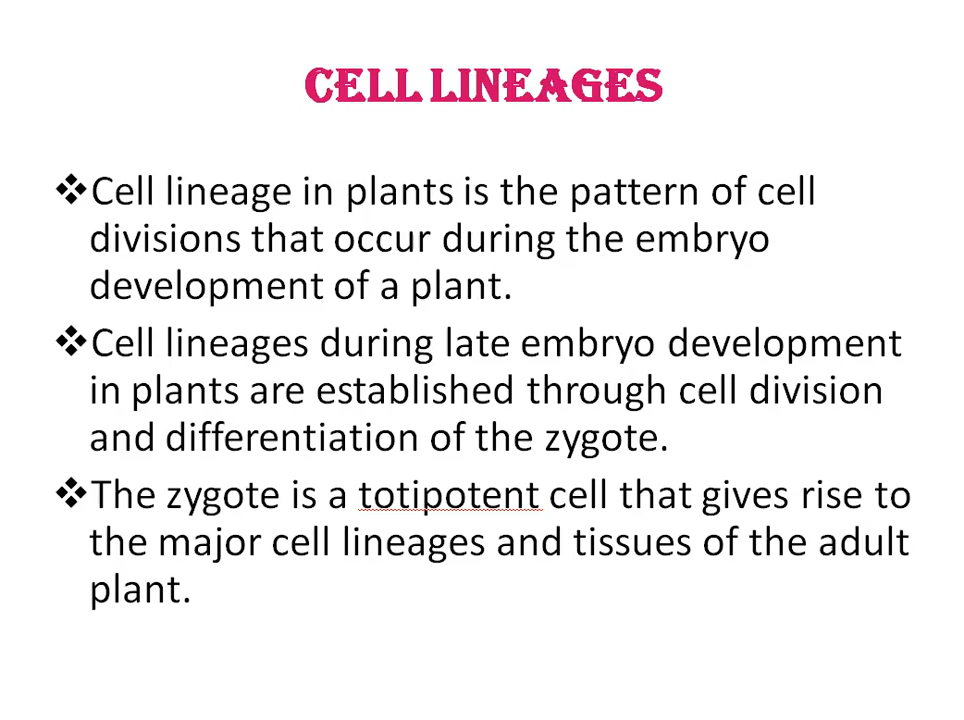 CELL LINEAGES
❖Cell lineage in plants is the pattern of cell
divisions that occur during the embryo
development of a plant.
❖Cell lineages during late embryo development
in plants are established through cell division
and differentiation of the zygote.
❖The zygote is a totipotent cell that gives rise to
the major cell lineages and tissues of the adult
plant.